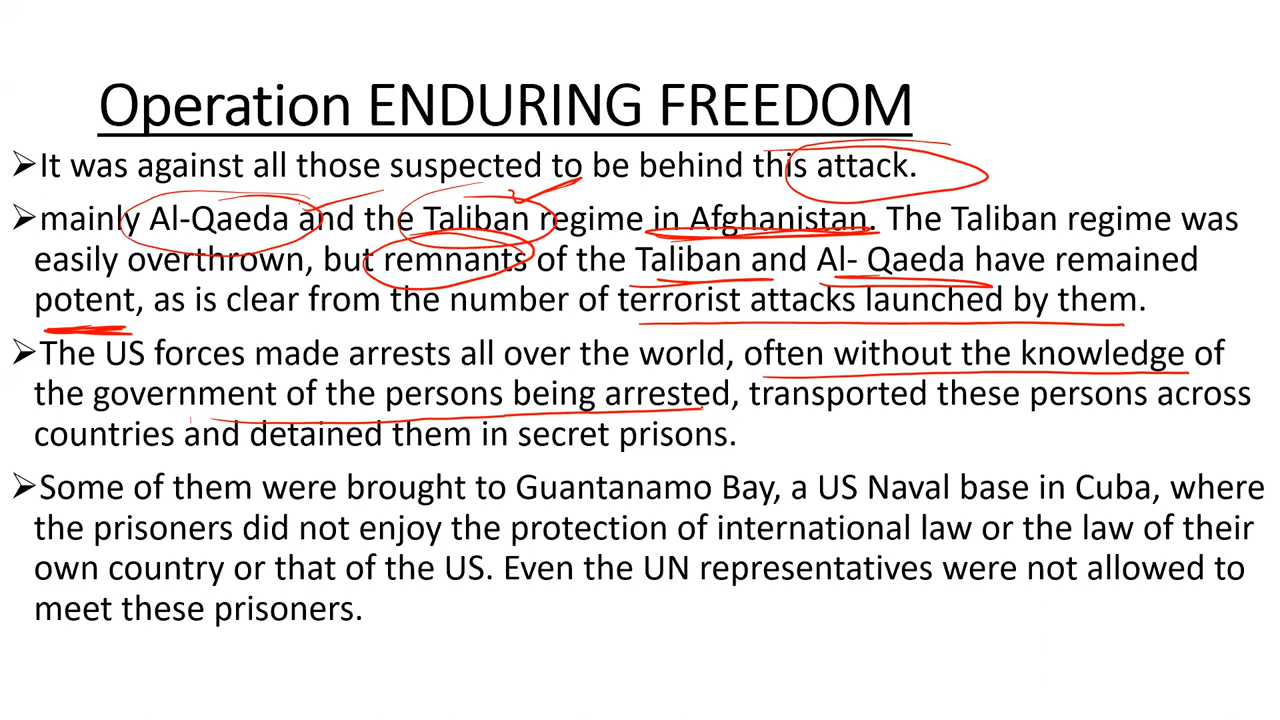 Operation ENDURING FREEDOM
➢It was against all those suspected to be behind this attack.
➢mainly Al-Qaeda and the Taliban regime in Afghanistan. The Taliban regime was
easily overthrown, but remnants of the Taliban and Al- Qaeda have remained
potent, as is clear from the number of terrorist attacks launched by them.
➢The US forces made arrests all over the world, often without the knowledge of
the government of the persons being arrested, transported these persons across
countries and detained them in secret prisons.
➢Some of them were brought to Guantanamo Bay, a US Naval base in Cuba, where
the prisoners did not enjoy the protection of international law or the law of their
own country or that of the US. Even the UN representatives were not allowed to
meet these prisoners.